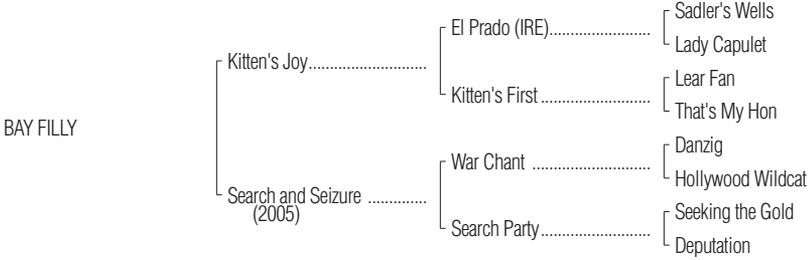 Sadler's Wells
El Prado (IRE)........................
Lady Capulet
Kitten's Joy............................
Lear Fan
Kitten's First ..........................
That's My Hon
BAY FILLY
Danzig
War Chant ............................
Hollywood Wildcat
Search and Seizure ..............
(2005)
Seeking the Gold
Search Party..........................
Deputation